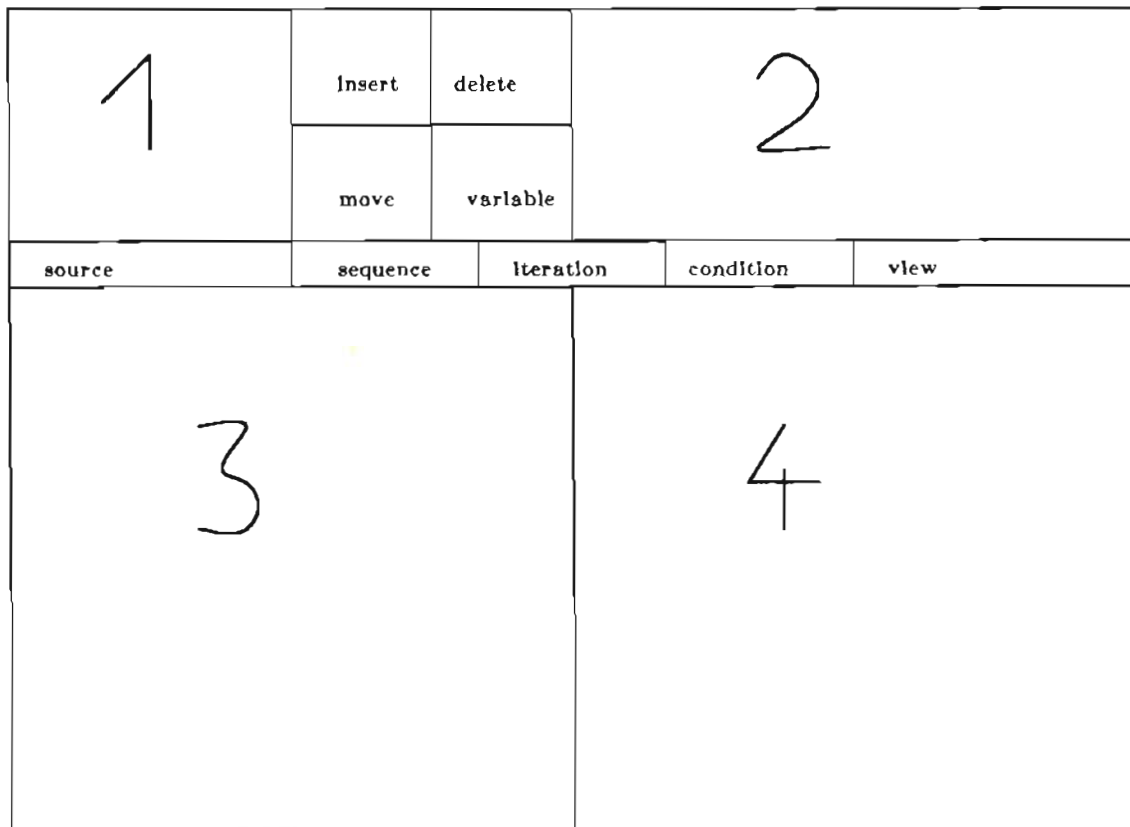 1 insert delete 2
move variable
source sequence iteration condition view
3 4